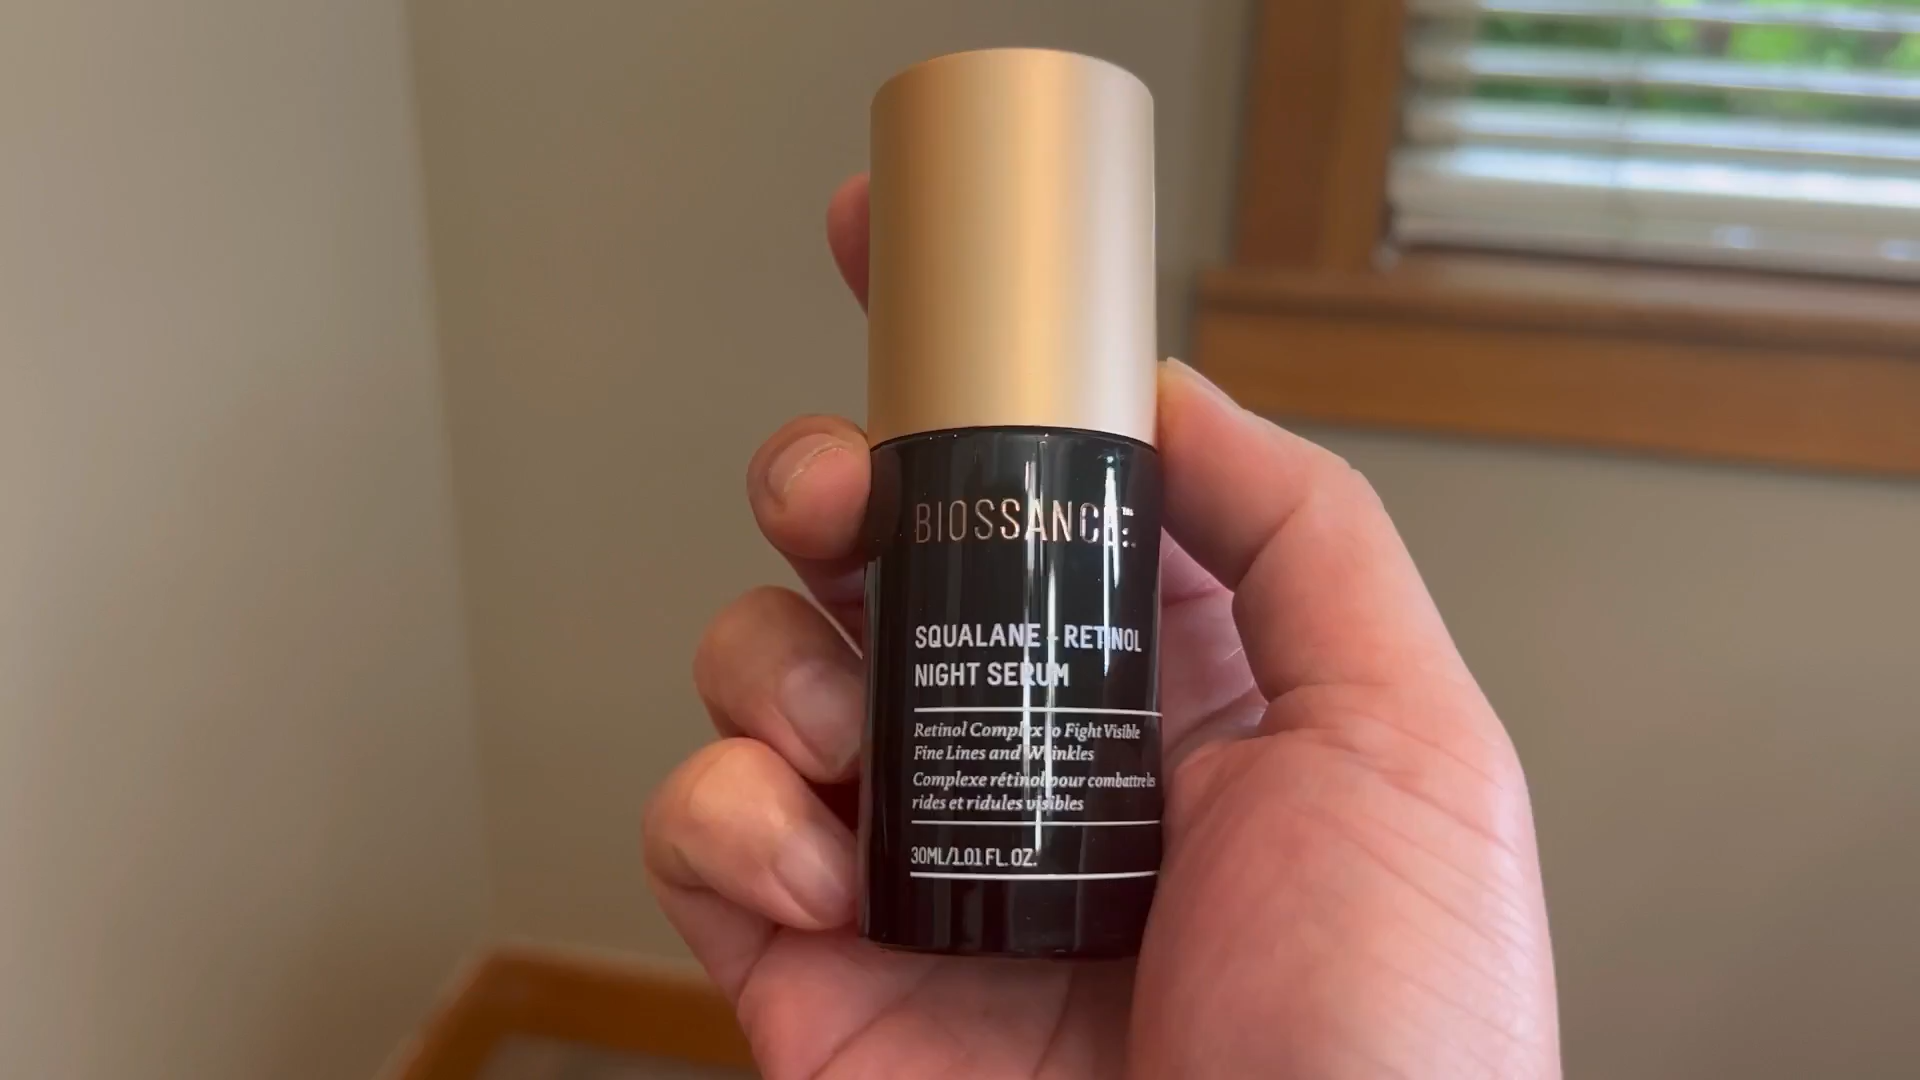 BIOSSANCE™
SQUALANE + RETINOL
NIGHT SERUM
Retinol Complex to Fight Visible
Fine Lines and Wrinkles
Complexe rétinol pour combattre les
rides et ridules visibles
30ML/1.01 FL. OZ.